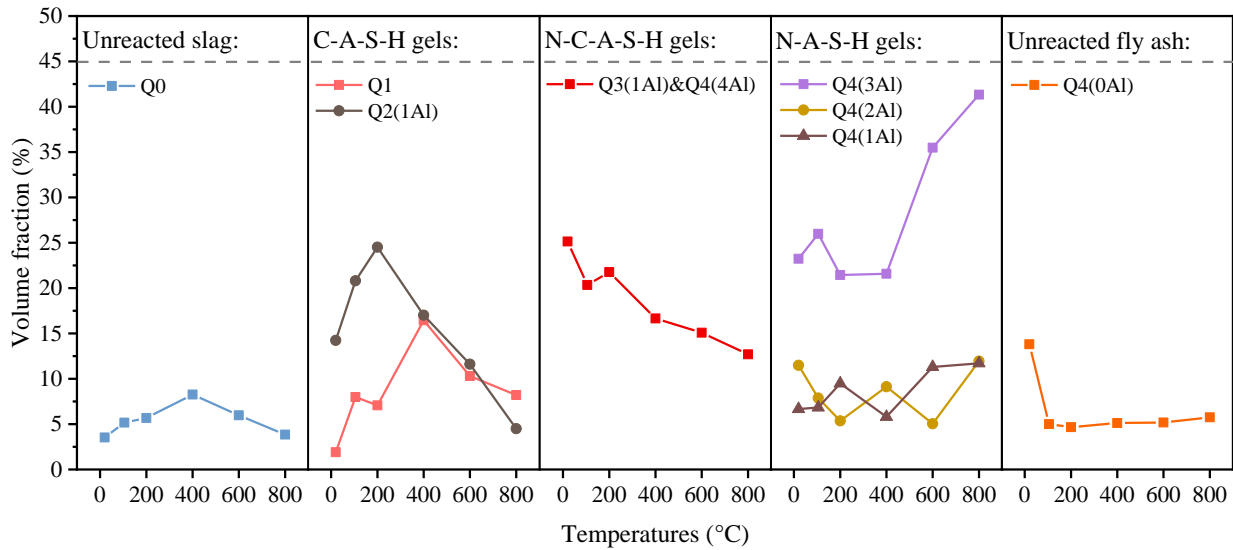 50
45
40
35
30
25
20
15
10
5
0
Volume fraction (%)
Unreacted slag:
Q0
C-A-S-H gels:
Q1
Q2(1Al)
N-C-A-S-H gels:
Q3(1Al)&Q4(4Al)
N-A-S-H gels:
Q4(3Al)
Q4(2Al)
Q4(1Al)
Unreacted fly ash:
Q4(0Al)
0 200 400 600 800
0 200 400 600 800
0 200 400 600 800
0 200 400 600 800
0 200 400 600 800
Temperatures (°C)